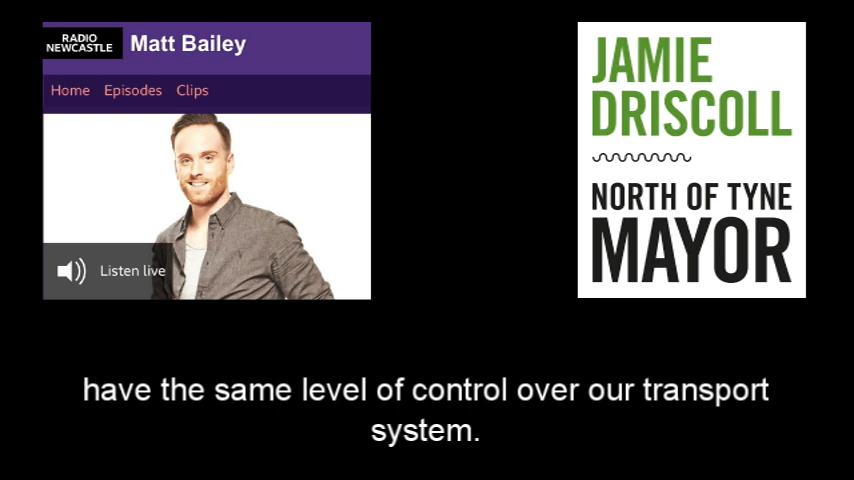 RADIO
NEWCASTLE
Matt Bailey
Home Episodes Clips
Listen live
JAMIE
DRISCOLL
NORTH OF TYNE
MAYOR
have the same level of control over our transport
system.